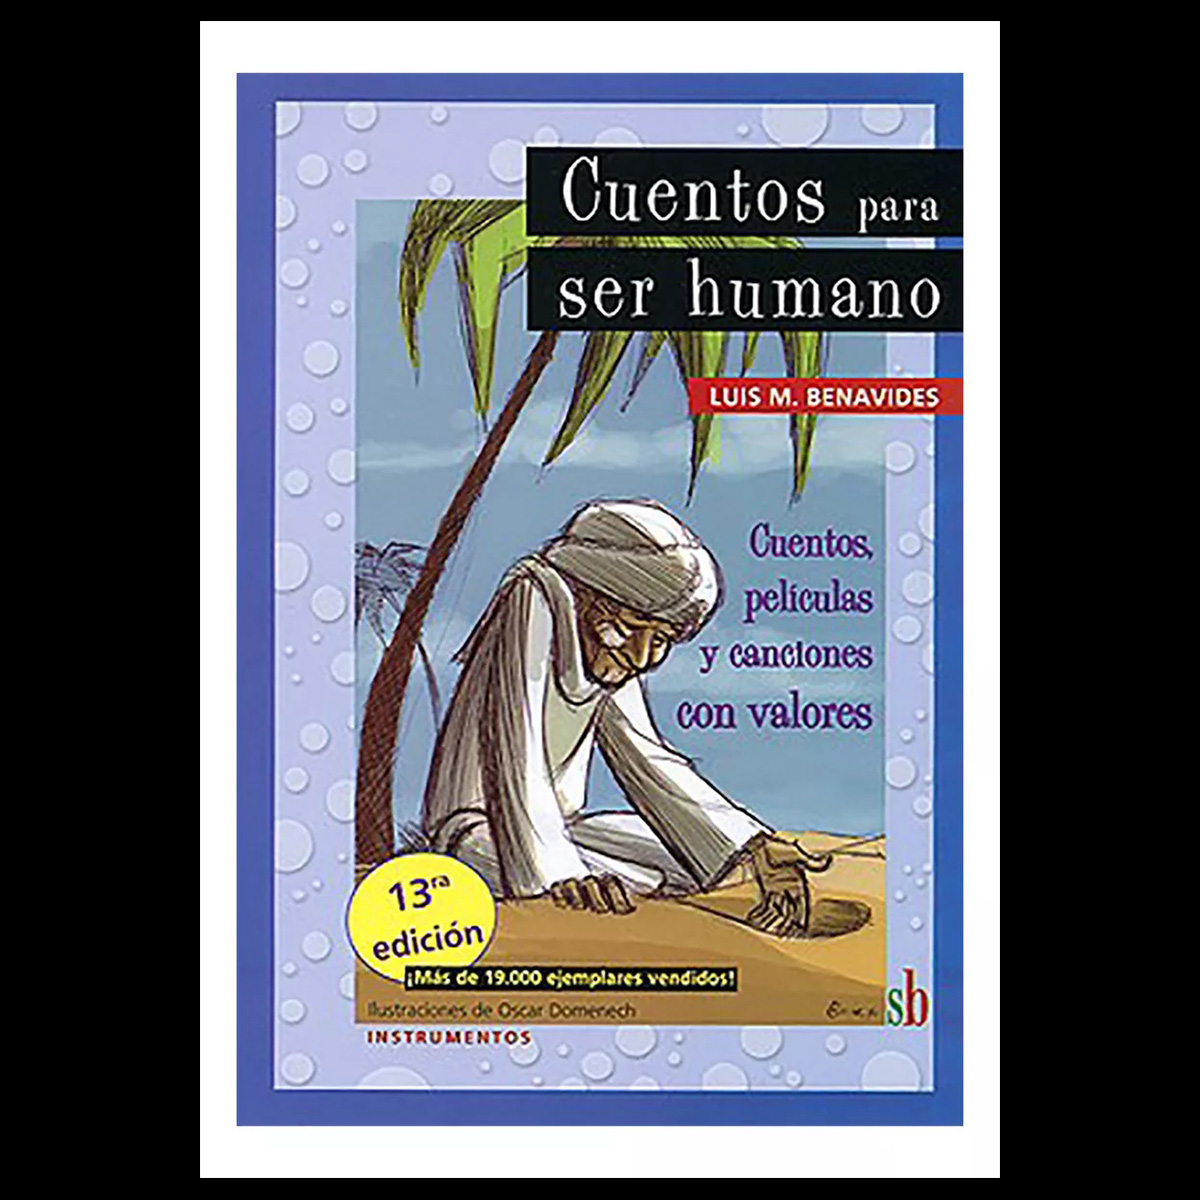 Cuentos para
ser humano
LUIS M. BENAVIDES
Cuentos,
películas
y canciones
con valores
13ra
edición
¡Más de 19.000 ejemplares vendidos!
Ilustraciones de Oscar Domenech
sb
INSTRUMENTOS